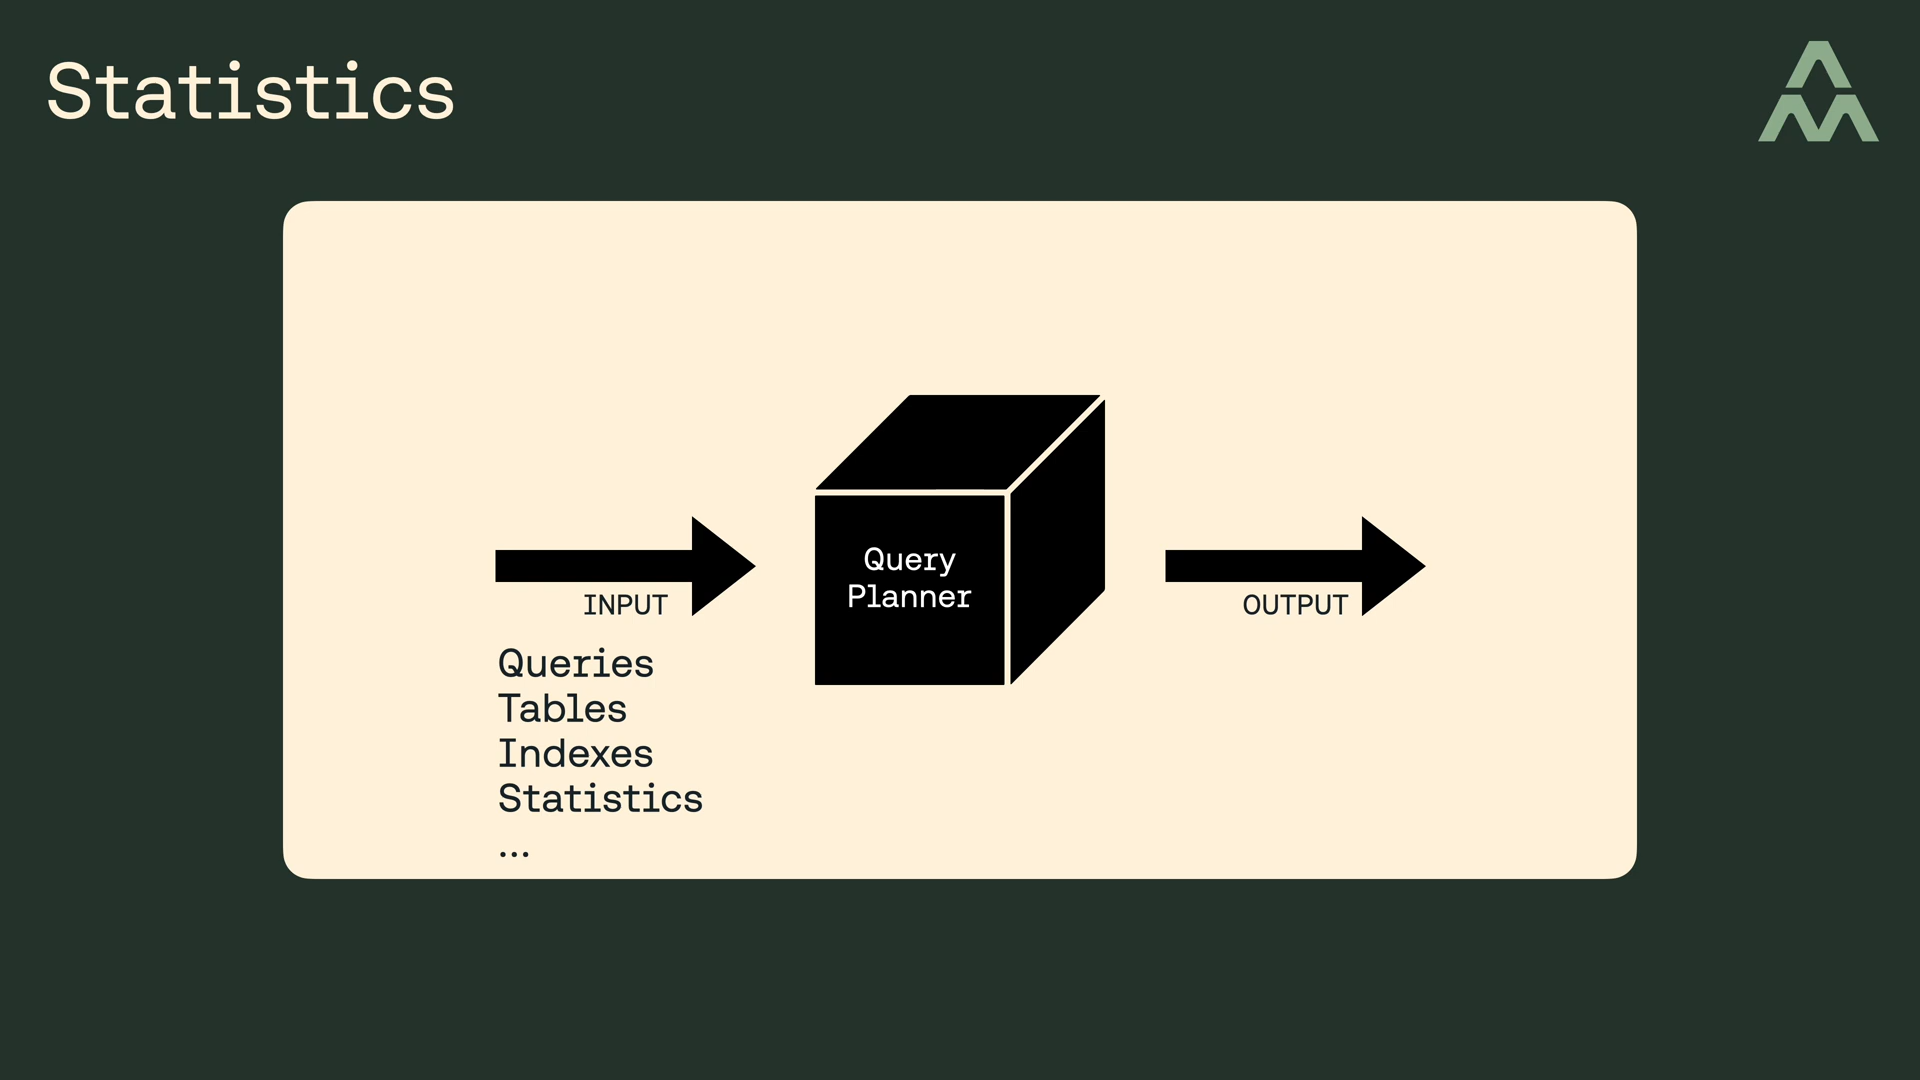 Statistics
Query
Planner
INPUT
OUTPUT
Queries
Tables
Indexes
Statistics
...